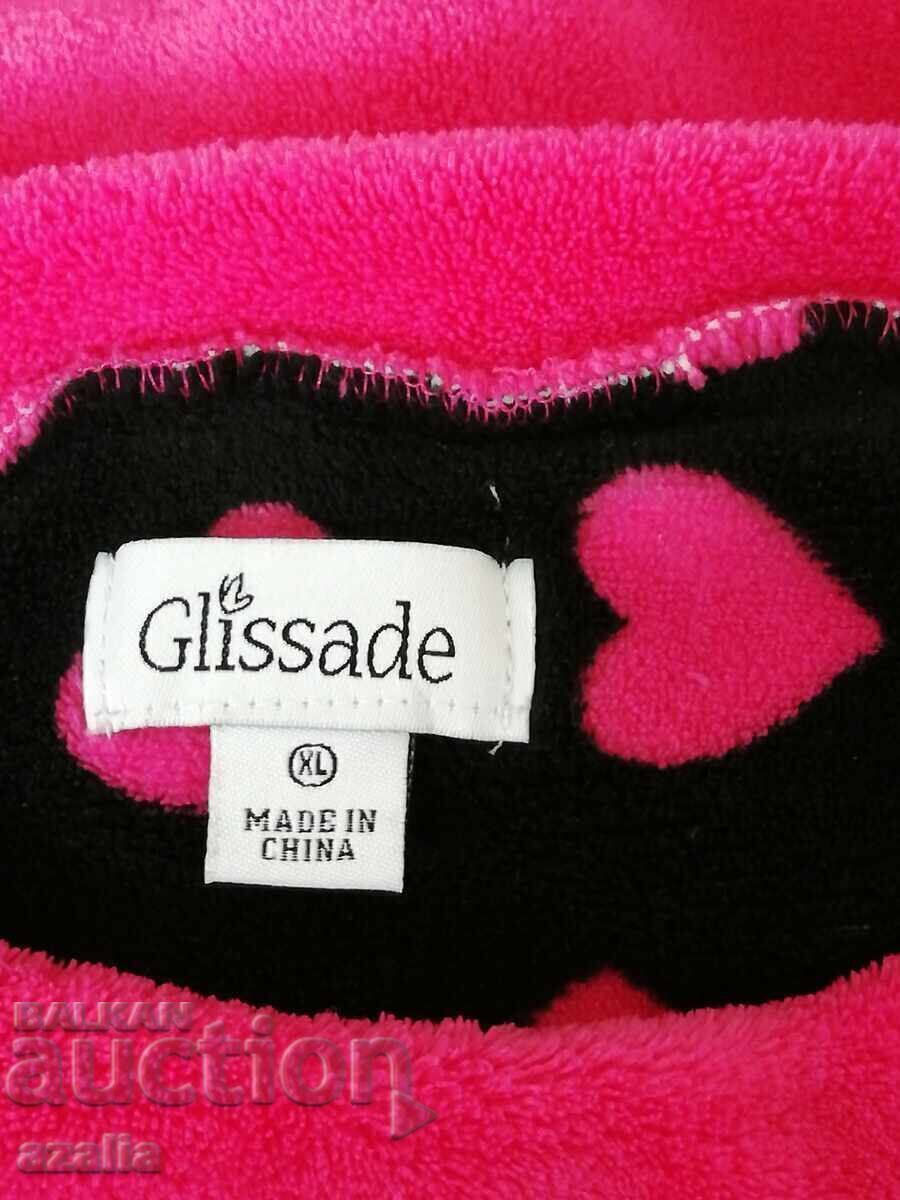 Glissade
XL
MADE IN
CHINA
BALKAN
auction
azalia